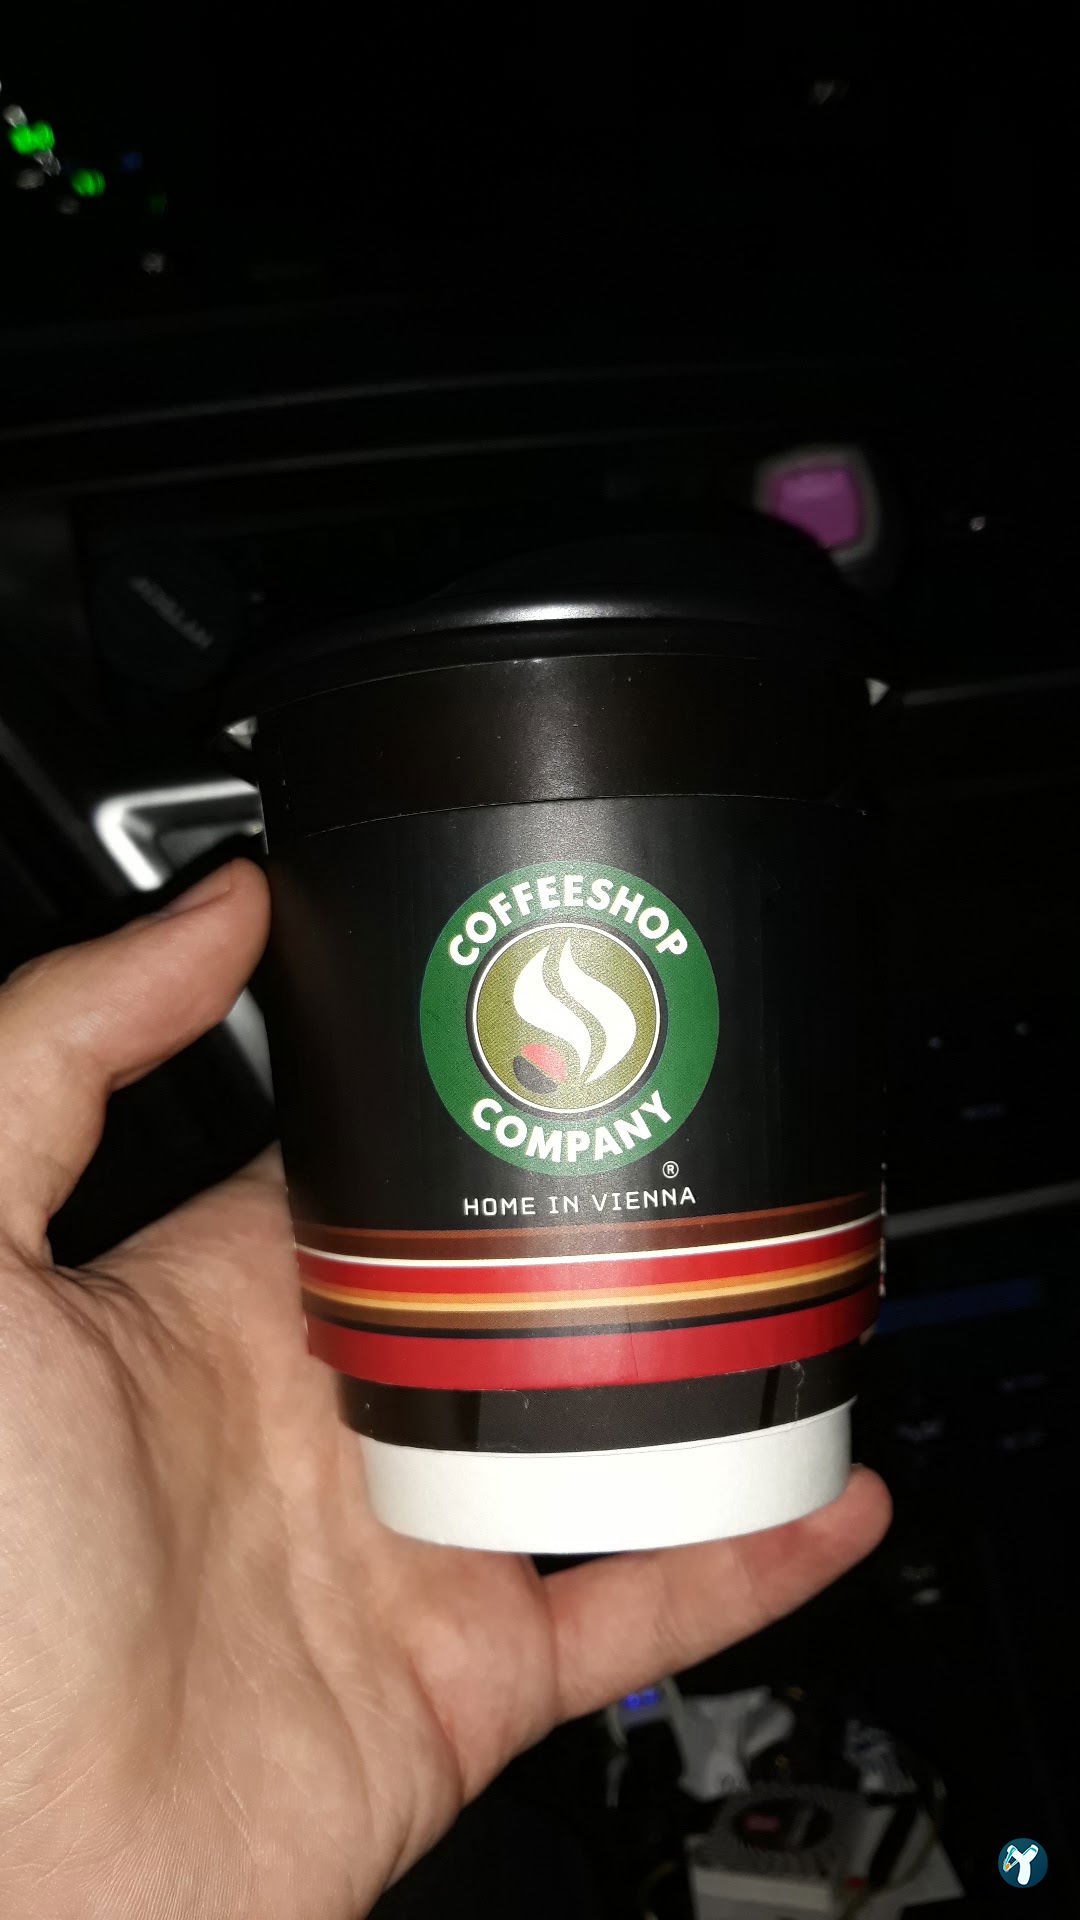 COFFEESHOP
COMPANY
®
HOME IN VIENNA